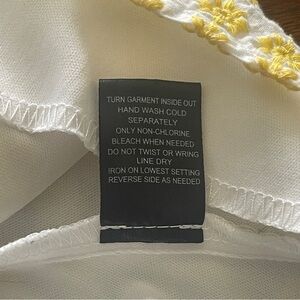 TURN GARMENT INSIDE OUT
HAND WASH COLD
SEPARATELY
ONLY NON-CHLORINE
BLEACH WHEN NEEDED
DO NOT TWIST OR WRING
LINE DRY
IRON ON LOWEST SETTING
REVERSE SIDE AS NEEDED